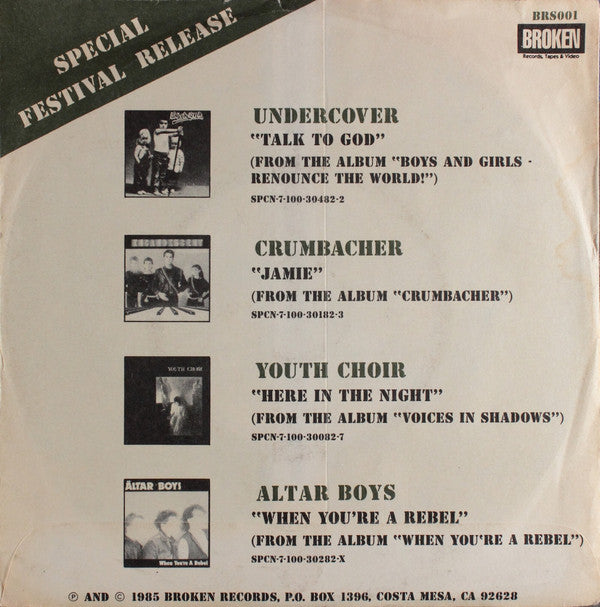 SPECIAL
FESTIVAL RELEASE
BRS001
BROKEN
Records, Tapes & Video
UNDERCOVER
"TALK TO GOD"
(FROM THE ALBUM "BOYS AND GIRLS -
RENOUNCE THE WORLD!")
SPCN-7-100-30482-2
CRUMBACHER
"JAMIE"
(FROM THE ALBUM "CRUMBACHER")
SPCN-7-100-30182-3
YOUTH CHOIR
YOUTH CHOIR
"HERE IN THE NIGHT"
(FROM THE ALBUM "VOICES IN SHADOWS")
SPCN-7-100-30082-7
ALTAR BOYS
When You're A Rebel
ALTAR BOYS
"WHEN YOU'RE A REBEL"
(FROM THE ALBUM "WHEN YOU'RE A REBEL")
SPCN-7-100-30282-X
Ⓟ AND © 1985 BROKEN RECORDS, P.O. BOX 1396, COSTA MESA, CA 92628